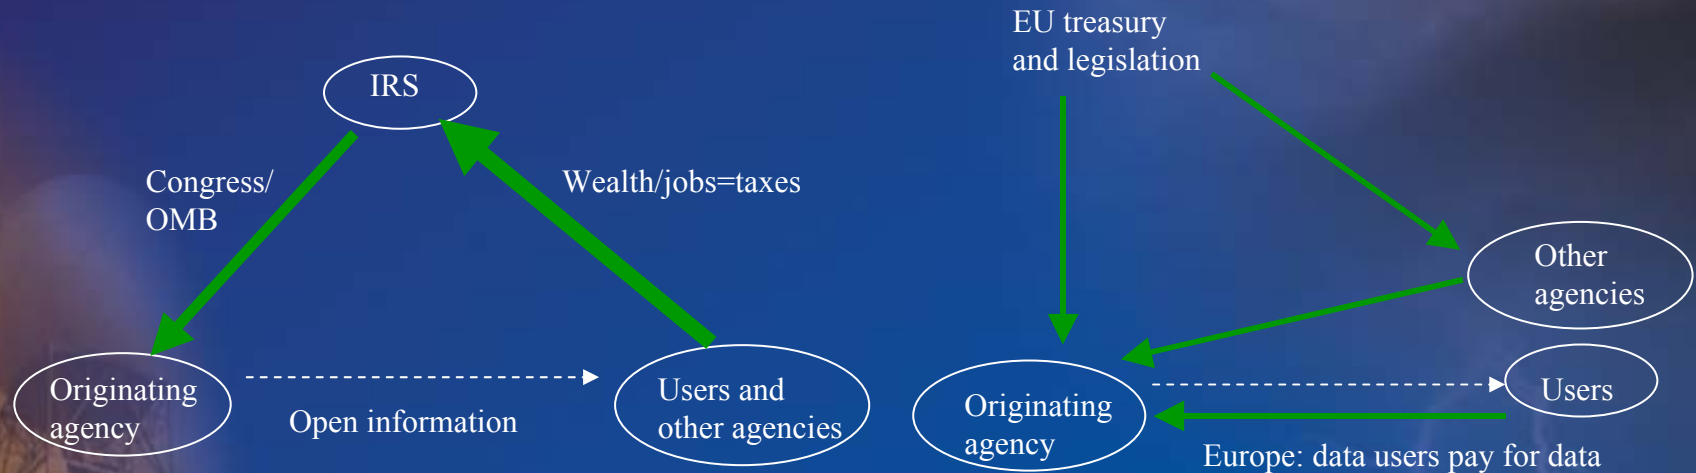 IRS
Congress/
OMB
Wealth/jobs=taxes
Originating
agency
Open information
Users and
other agencies
EU treasury
and legislation
Other
agencies
Originating
agency
Users
Europe: data users pay for data